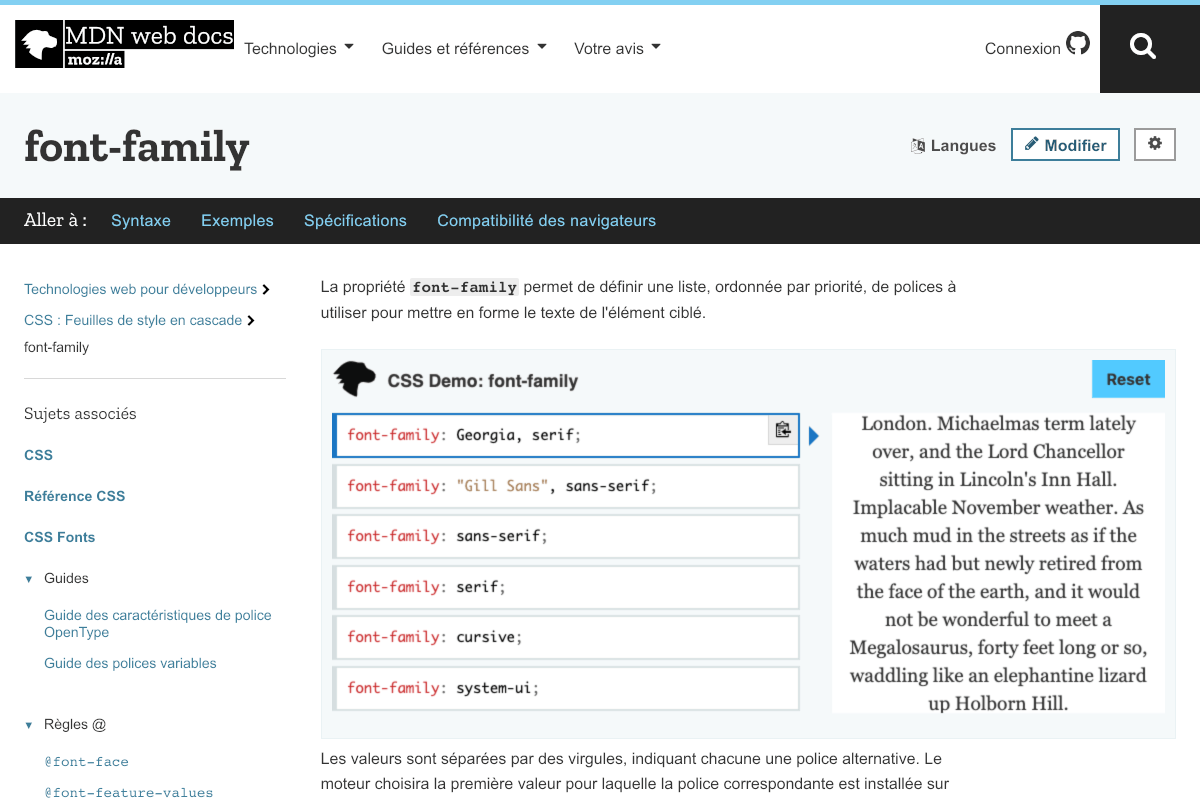 MDN web docs
moz://a
Technologies
Guides et références
Votre avis
Connexion
font-family
Langues
Modifier
Aller à :
Syntaxe
Exemples
Spécifications
Compatibilité des navigateurs
Technologies web pour développeurs
CSS : Feuilles de style en cascade
font-family
Sujets associés
CSS
Référence CSS
CSS Fonts
Guides
Guide des caractéristiques de police
OpenType
Guide des polices variables
Règles @
@font-face
@font-feature-values
La propriété font-family permet de définir une liste, ordonnée par priorité, de polices à
utiliser pour mettre en forme le texte de l'élément ciblé.
CSS Demo: font-family
Reset
font-family: Georgia, serif;
font-family: "Gill Sans", sans-serif;
font-family: sans-serif;
font-family: serif;
font-family: cursive;
font-family: system-ui;
London. Michaelmas term lately
over, and the Lord Chancellor
sitting in Lincoln's Inn Hall.
Implacable November weather. As
much mud in the streets as if the
waters had but newly retired from
the face of the earth, and it would
not be wonderful to meet a
Megalosaurus, forty feet long or so,
waddling like an elephantine lizard
up Holborn Hill.
Les valeurs sont séparées par des virgules, indiquant chacune une police alternative. Le
moteur choisira la première valeur pour laquelle la police correspondante est installée sur